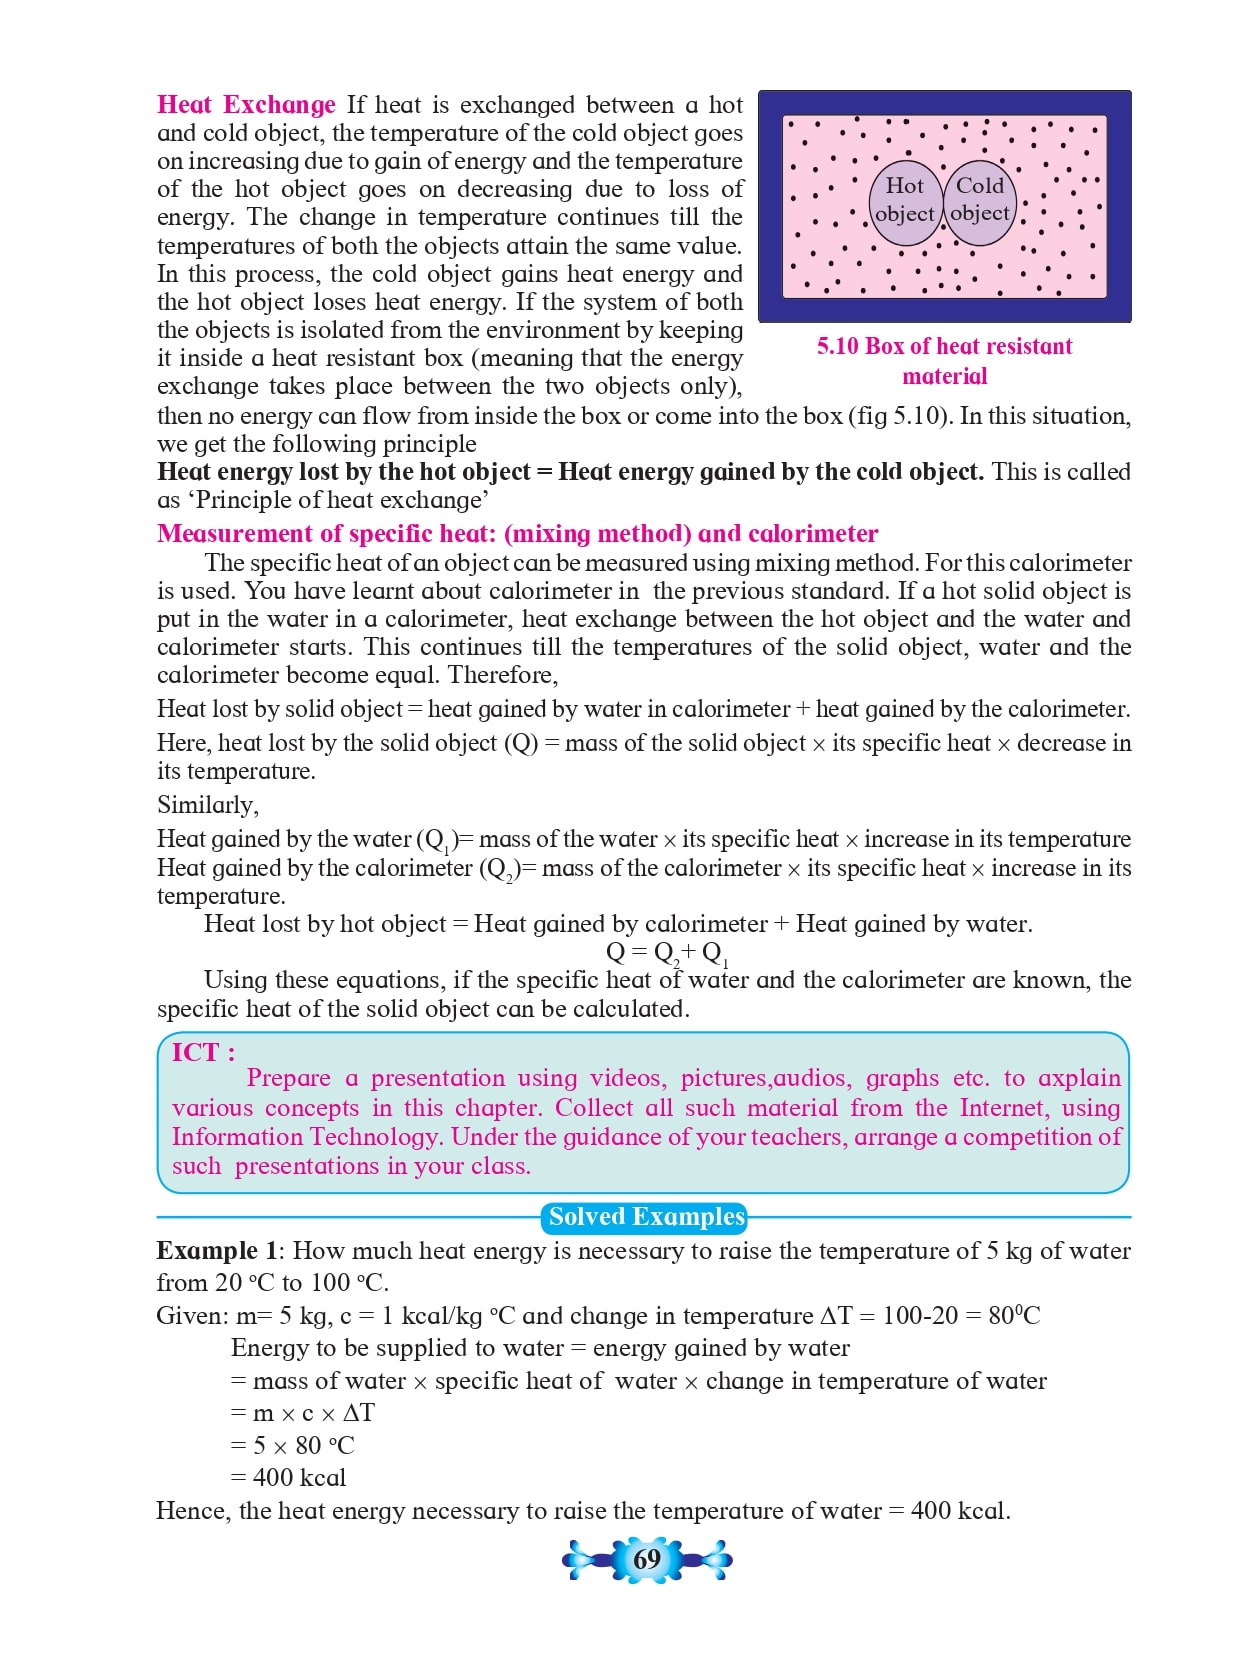 Heat Exchange If heat is exchanged between a hot
and cold object, the temperature of the cold object goes
on increasing due to gain of energy and the temperature
of the hot object goes on decreasing due to loss of
energy. The change in temperature continues till the
temperatures of both the objects attain the same value.
In this process, the cold object gains heat energy and
the hot object loses heat energy. If the system of both
the objects is isolated from the environment by keeping
it inside a heat resistant box (meaning that the energy
exchange takes place between the two objects only),
Hot object
Cold object
5.10 Box of heat resistant
material
then no energy can flow from inside the box or come into the box (fig 5.10). In this situation,
we get the following principle
Heat energy lost by the hot object = Heat energy gained by the cold object. This is called
as ‘Principle of heat exchange’
Measurement of specific heat: (mixing method) and calorimeter
The specific heat of an object can be measured using mixing method. For this calorimeter
is used. You have learnt about calorimeter in the previous standard. If a hot solid object is
put in the water in a calorimeter, heat exchange between the hot object and the water and
calorimeter starts. This continues till the temperatures of the solid object, water and the
calorimeter become equal. Therefore,
Heat lost by solid object = heat gained by water in calorimeter + heat gained by the calorimeter.
Here, heat lost by the solid object (Q) = mass of the solid object × its specific heat × decrease in
its temperature.
Similarly,
Heat gained by the water (Q₁)= mass of the water × its specific heat × increase in its temperature
Heat gained by the calorimeter (Q₂)= mass of the calorimeter × its specific heat × increase in its
temperature.
Heat lost by hot object = Heat gained by calorimeter + Heat gained by water.
Q = Q₂+ Q₁
Using these equations, if the specific heat of water and the calorimeter are known, the
specific heat of the solid object can be calculated.
ICT :
Prepare a presentation using videos, pictures,audios, graphs etc. to axplain
various concepts in this chapter. Collect all such material from the Internet, using
Information Technology. Under the guidance of your teachers, arrange a competition of
such presentations in your class.
Solved Examples
Example 1: How much heat energy is necessary to raise the temperature of 5 kg of water
from 20 °C to 100 °C.
Given: m= 5 kg, c = 1 kcal/kg °C and change in temperature ΔT = 100-20 = 80⁰C
Energy to be supplied to water = energy gained by water
= mass of water × specific heat of water × change in temperature of water
= m × c × ΔT
= 5 × 80 °C
= 400 kcal
Hence, the heat energy necessary to raise the temperature of water = 400 kcal.
69